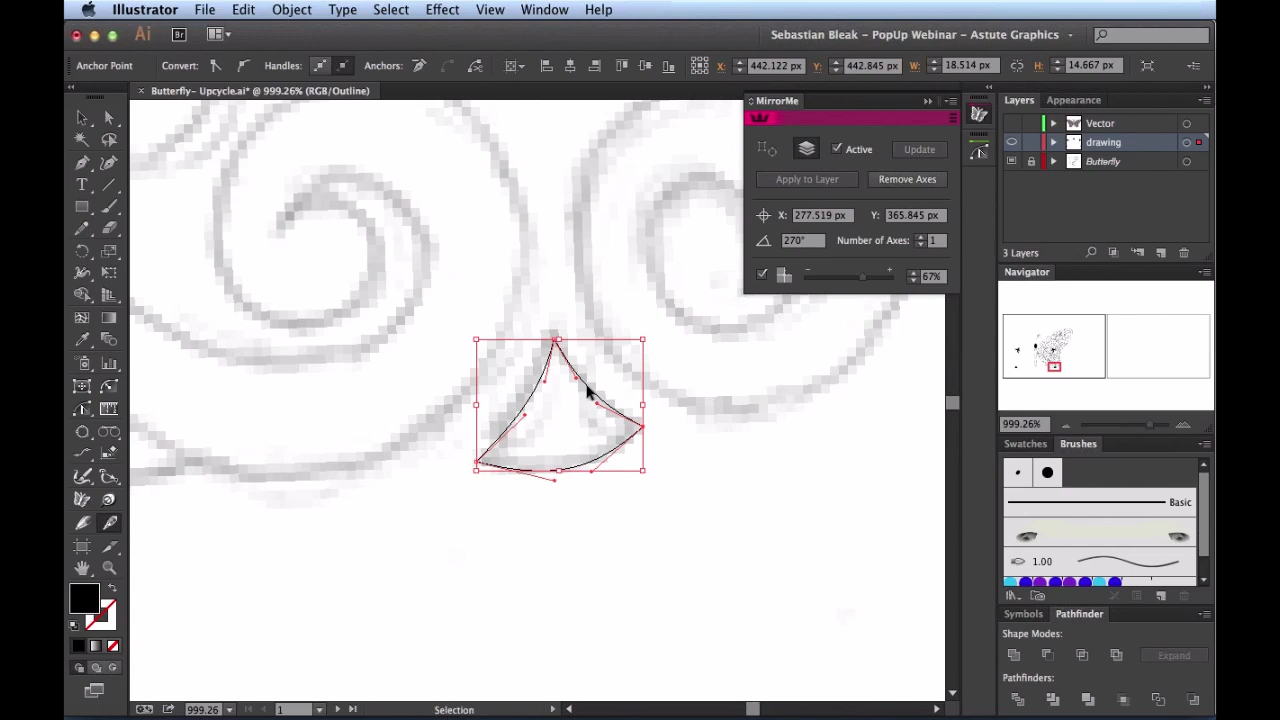 Illustrator File Edit Object Type Select Effect View Window Help
Ai Br Sebastian Bleak – PopUp Webinar – Astute Graphics
Anchor Point Convert: Handles: Anchors: X: 442.122 px Y: 442.845 px W: 18.514 px H: 14.667 px
Butterfly- Upcycle.ai* @ 999.26% (RGB/Outline)
MirrorMe
Active Update
Apply to Layer Remove Axes
X: 277.519 px Y: 365.845 px
270° Number of Axes: 1
67%
Layers Appearance
Vector
drawing
Butterfly
3 Layers
Navigator
999.26%
Swatches Brushes
Basic
1.00
Symbols Pathfinder
Shape Modes:
Expand
Pathfinders:
999.26 1 Selection